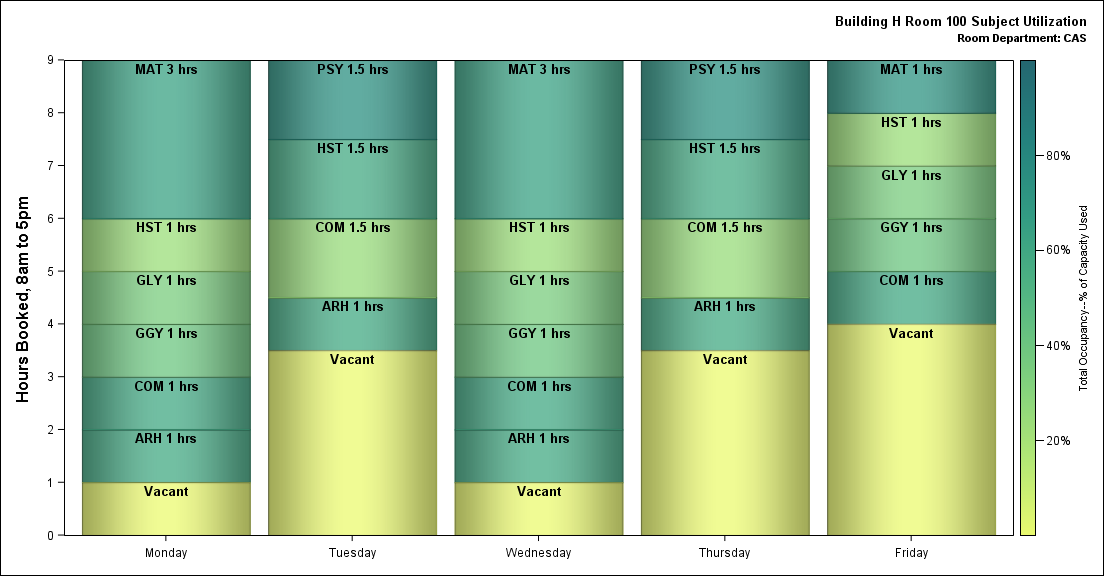 Building H Room 100 Subject Utilization
Room Department: CAS
Hours Booked, 8am to 5pm
9
8
7
6
5
4
3
2
1
0
MAT 3 hrs
HST 1 hrs
GLY 1 hrs
GGY 1 hrs
COM 1 hrs
ARH 1 hrs
Vacant
Monday
PSY 1.5 hrs
HST 1.5 hrs
COM 1.5 hrs
ARH 1 hrs
Vacant
Tuesday
MAT 3 hrs
HST 1 hrs
GLY 1 hrs
GGY 1 hrs
COM 1 hrs
ARH 1 hrs
Vacant
Wednesday
PSY 1.5 hrs
HST 1.5 hrs
COM 1.5 hrs
ARH 1 hrs
Vacant
Thursday
MAT 1 hrs
HST 1 hrs
GLY 1 hrs
GGY 1 hrs
COM 1 hrs
Vacant
Friday
80%
60%
40%
20%
Total Occupancy--% of Capacity Used